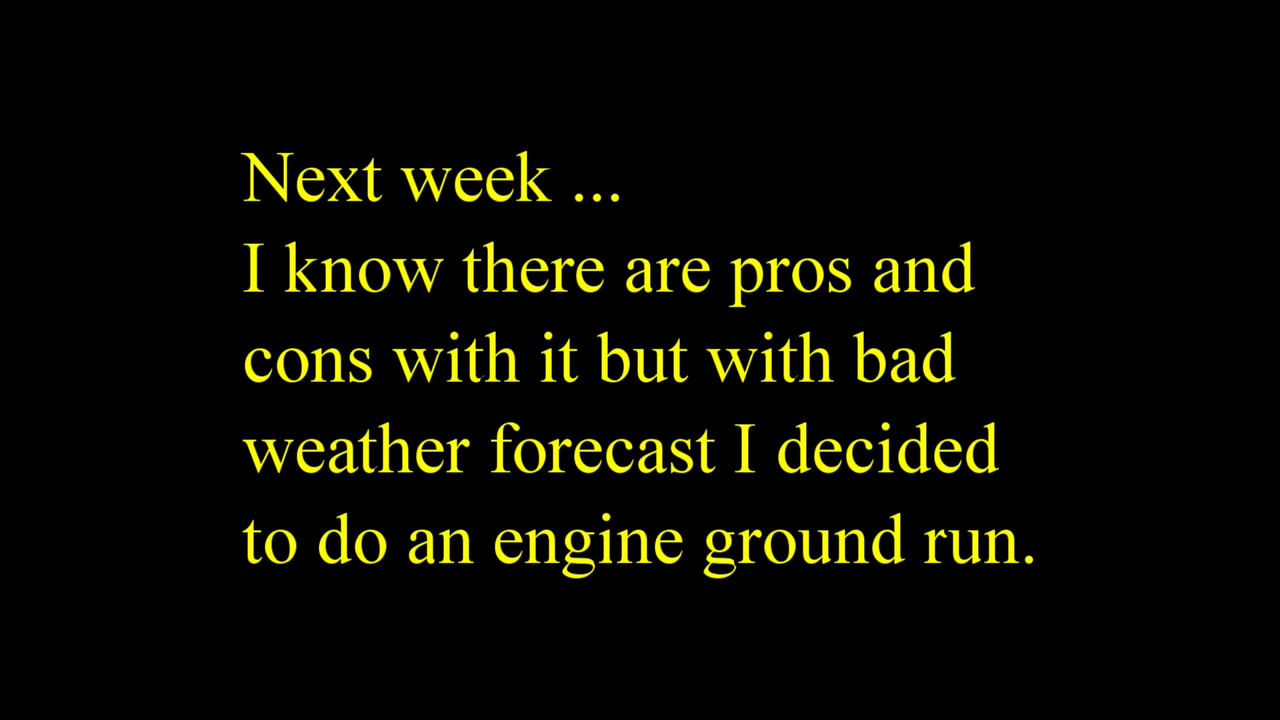 Next week ...
I know there are pros and
cons with it but with bad
weather forecast I decided
to do an engine ground run.